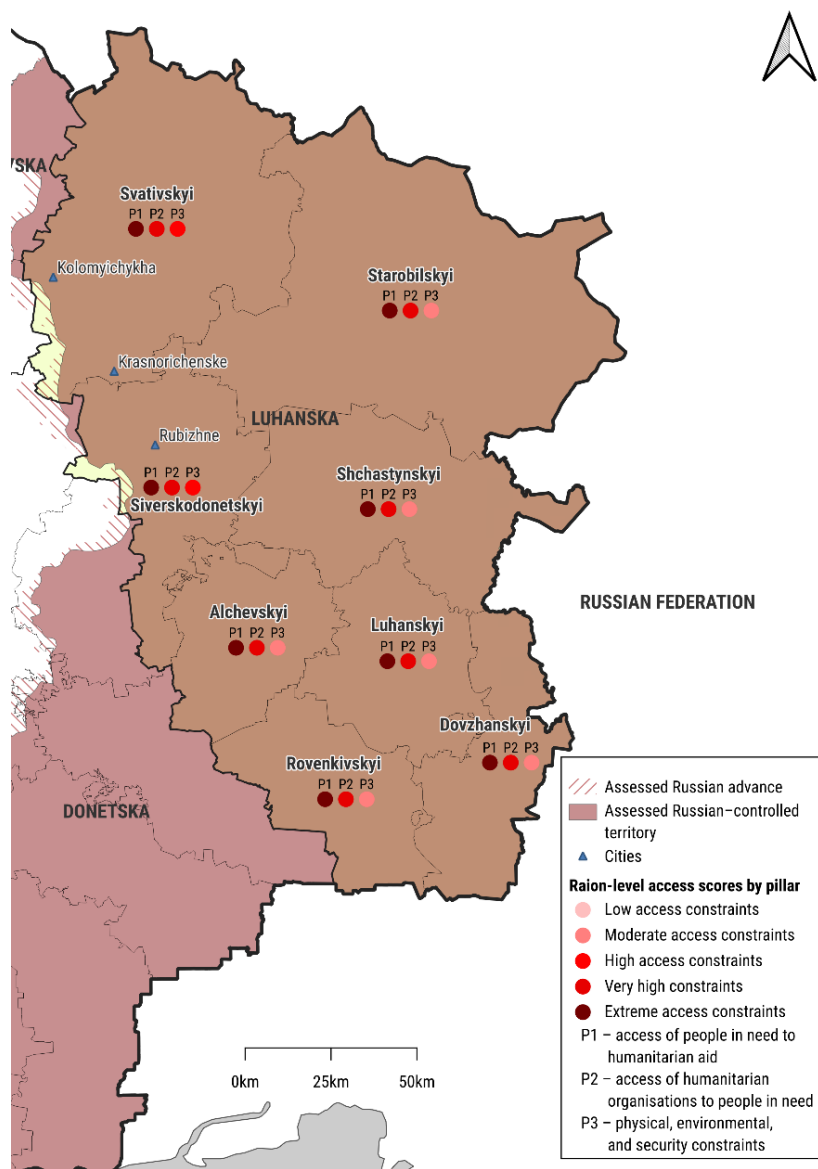 VSKA
Svativskyi
P1 P2 P3
Kolomyichykha
Starobilskyi
P1 P2 P3
Krasnorichenske
LUHANSKA
Rubizhne
P1 P2 P3
Siverskodonetskyi
Shchastynskyi
P1 P2 P3
RUSSIAN FEDERATION
Alchevskyi
P1 P2 P3
Luhanskyi
P1 P2 P3
Dovzhanskyi
P1 P2 P3
Rovenkivskyi
P1 P2 P3
DONETSKA
Assessed Russian advance
Assessed Russian–controlled
territory
Cities
Raion-level access scores by pillar
Low access constraints
Moderate access constraints
High access constraints
Very high constraints
Extreme access constraints
P1 – access of people in need to
humanitarian aid
P2 – access of humanitarian
organisations to people in need
P3 – physical, environmental,
and security constraints
0km 25km 50km